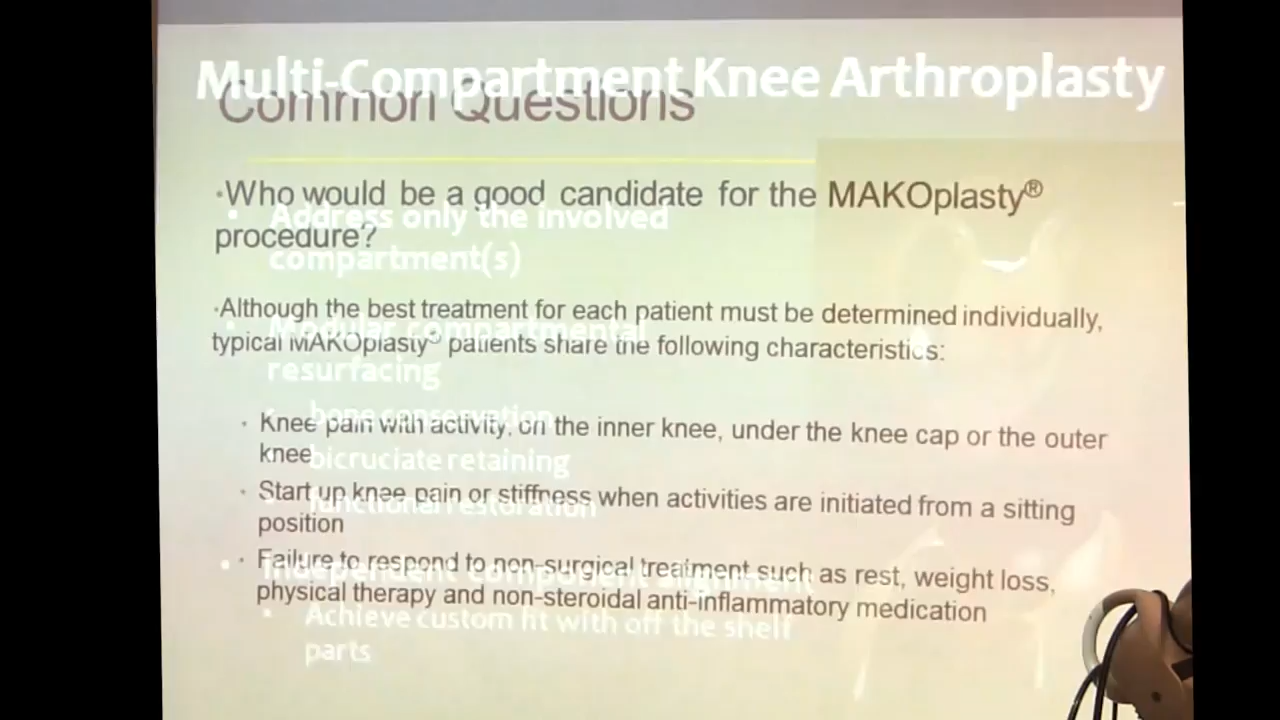 Multi-Compartment Knee Arthroplasty
Common Questions
·Who would be a good candidate for the MAKOplasty®
procedure?
• Address only the involved
compartment(s)
·Although the best treatment for each patient must be determined individually,
typical MAKOplasty® patients share the following characteristics:
• Modular compartmental
resurfacing
• bone conservation
• bicruciate retaining
• functional restoration
• Knee pain with activity, on the inner knee, under the knee cap or the outer
knee
• Start up knee pain or stiffness when activities are initiated from a sitting
position
• Failure to respond to non-surgical treatment such as rest, weight loss,
physical therapy and non-steroidal anti-inflammatory medication
• Independent component alignment
• Achieve custom fit with off the shelf
parts